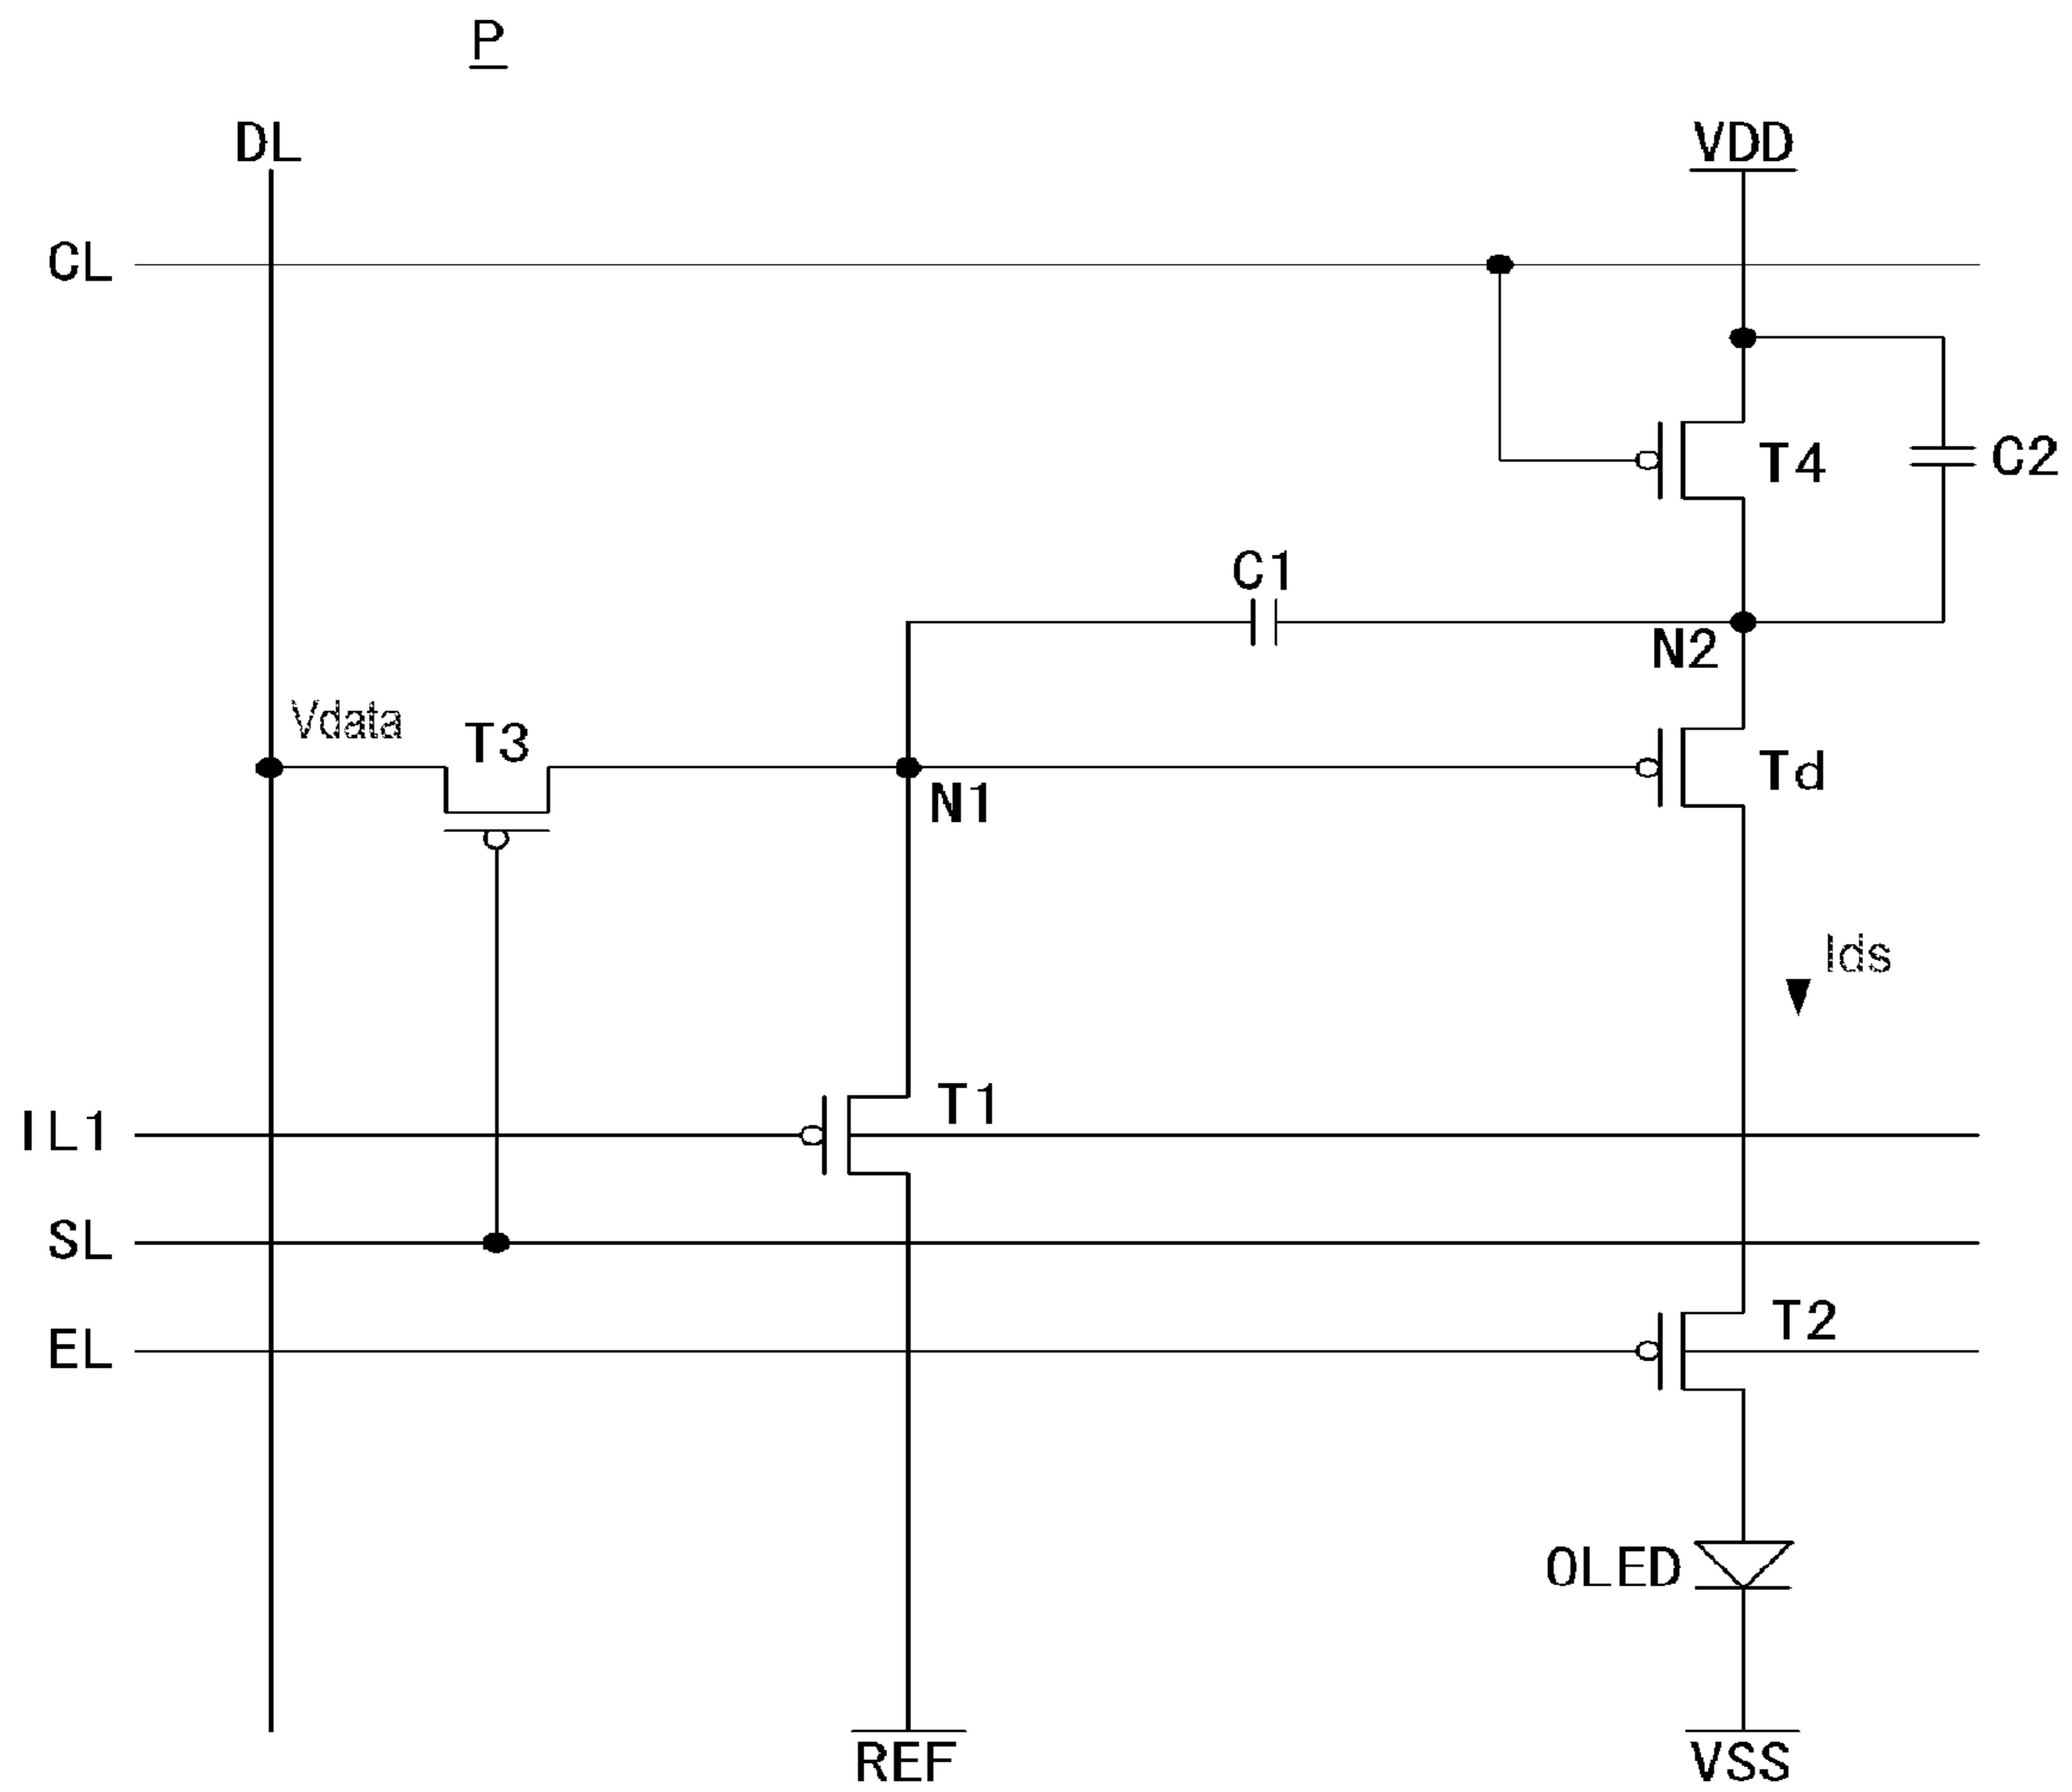 P
DL
VDD
CL
T4
C2
C1
N2
Vdata
T3
Td
N1
Ids
T1
IL1
SL
T2
EL
OLED
REF
VSS